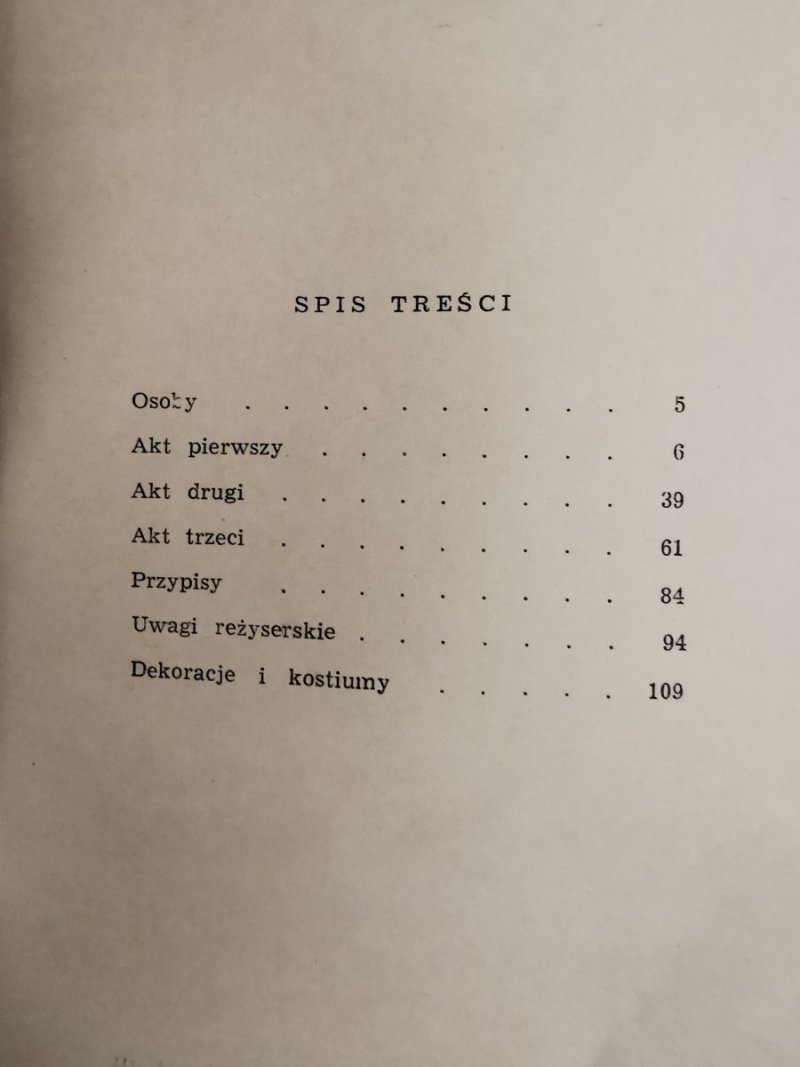 SPIS TREŚCI
Osoby . . . . . . . . . . 5
Akt pierwszy . . . . . . . . 6
Akt drugi . . . . . . . . . 39
Akt trzeci . . . . . . . . . 61
Przypisy . . . . . . . . . 84
Uwagi reżyserskie . . . . . . . 94
Dekoracje i kostiumy . . . . . 109